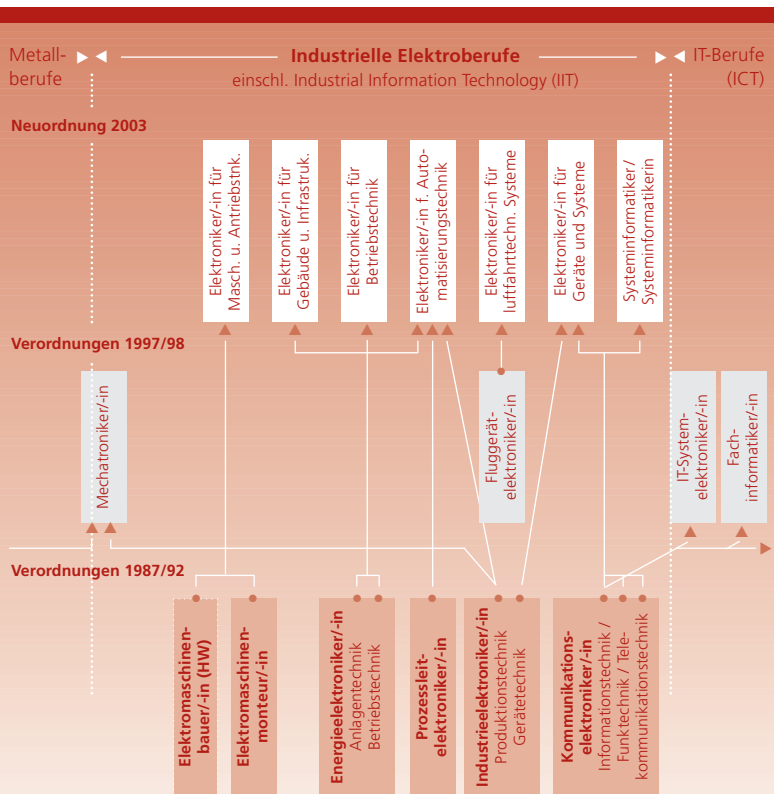 Metall-
berufe
Industrielle Elektroberufe
einschl. Industrial Information Technology (IIT)
IT-Berufe
(ICT)
Neuordnung 2003
Elektroniker/-in für
Masch. u. Antriebstnk.
Elektroniker/-in für
Gebäude u. Infrastruk.
Elektroniker/-in für
Betriebstechnik
Elektroniker/-in f. Auto-
matisierungstechnik
Elektroniker/-in für
luftfahrttechn. Systeme
Elektroniker/-in für
Geräte und Systeme
Systeminformatiker/
Systeminformatikerin
Verordnungen 1997/98
Mechatroniker/-in
Fluggerät-
elektroniker/-in
IT-System-
elektroniker/-in
Fach-
informatiker/-in
Verordnungen 1987/92
Elektromaschinen-
bauer/-in (HW)
Elektromaschinen-
monteur/-in
Energieelektroniker/-in
Anlagentechnik
Betriebstechnik
Prozessleit-
elektroniker/-in
Industrieelektroniker/-in
Produktionstechnik
Gerätetechnik
Kommunikations-
elektroniker/-in
Informationstechnik /
Funktechnik / Tele-
kommunikationstechnik